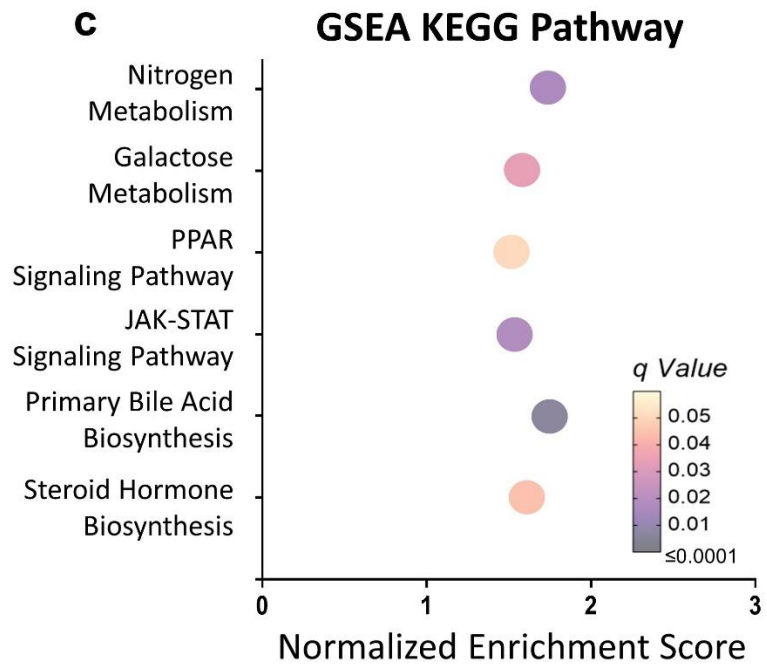 C
GSEA KEGG Pathway
Nitrogen
Metabolism
Galactose
Metabolism
PPAR
Signaling Pathway
JAK-STAT
Signaling Pathway
Primary Bile Acid
Biosynthesis
Steroid Hormone
Biosynthesis
q Value
0.05
0.04
0.03
0.02
0.01
≤0.0001
0 1 2 3
Normalized Enrichment Score